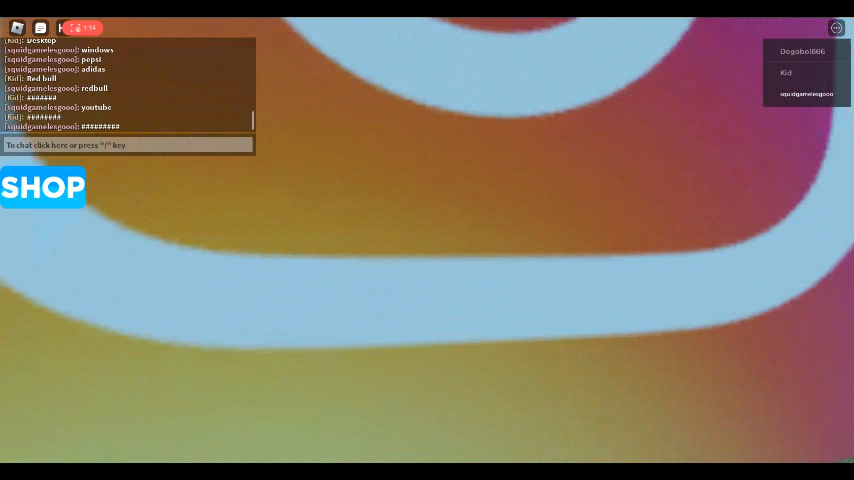 1:14
[Kid]: Desktop
[squidgamelesgooo]: windows
[squidgamelesgooo]: pepsi
[squidgamelesgooo]: adidas
[Kid]: Red bull
[squidgamelesgooo]: redbull
[Kid]: #######
[squidgamelesgooo]: youtube
[Kid]: ########
[squidgamelesgooo]: #########
To chat click here or press "/" key
SHOP
Dogobol866
Kid
squidgamelesgooo